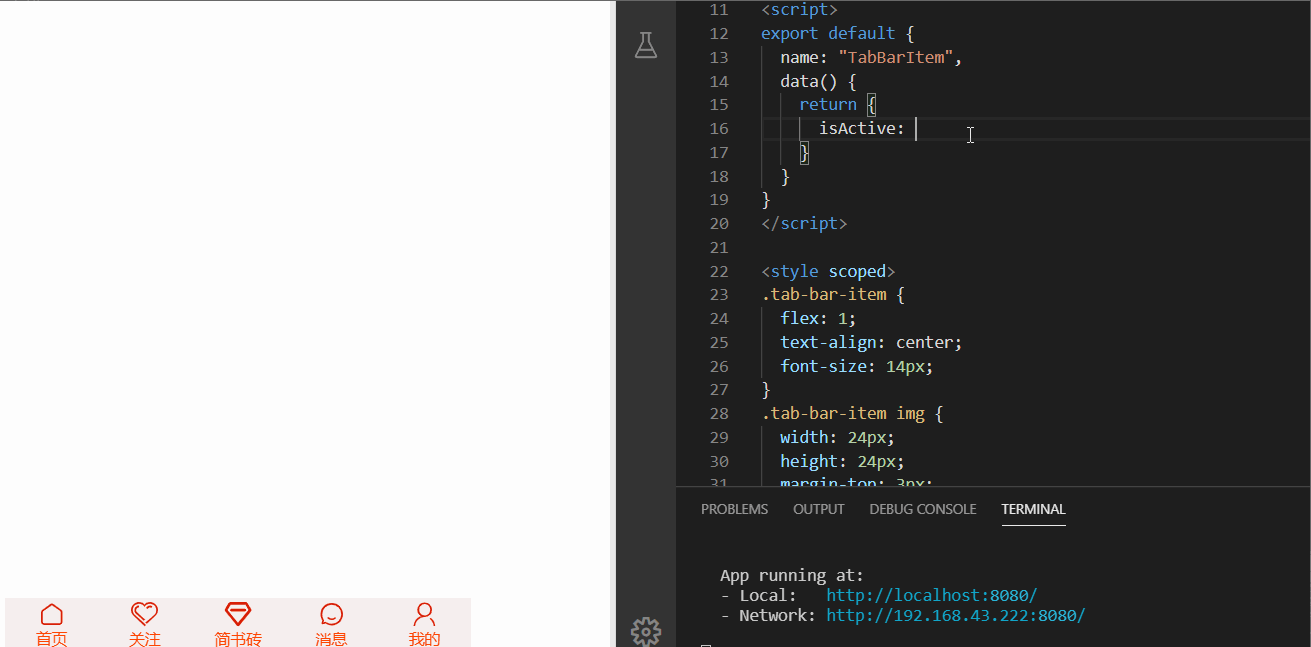 11 <script>
12 export default {
13 name: "TabBarItem",
14 data() {
15 return {
16 isActive:
17 }
18 }
19 }
20 </script>
21
22 <style scoped>
23 .tab-bar-item {
24 flex: 1;
25 text-align: center;
26 font-size: 14px;
27 }
28 .tab-bar-item img {
29 width: 24px;
30 height: 24px;
31 margin-top: 3px;
PROBLEMS OUTPUT DEBUG CONSOLE TERMINAL
App running at:
- Local: http://localhost:8080/
- Network: http://192.168.43.222:8080/
首页 关注 简书砖 消息 我的